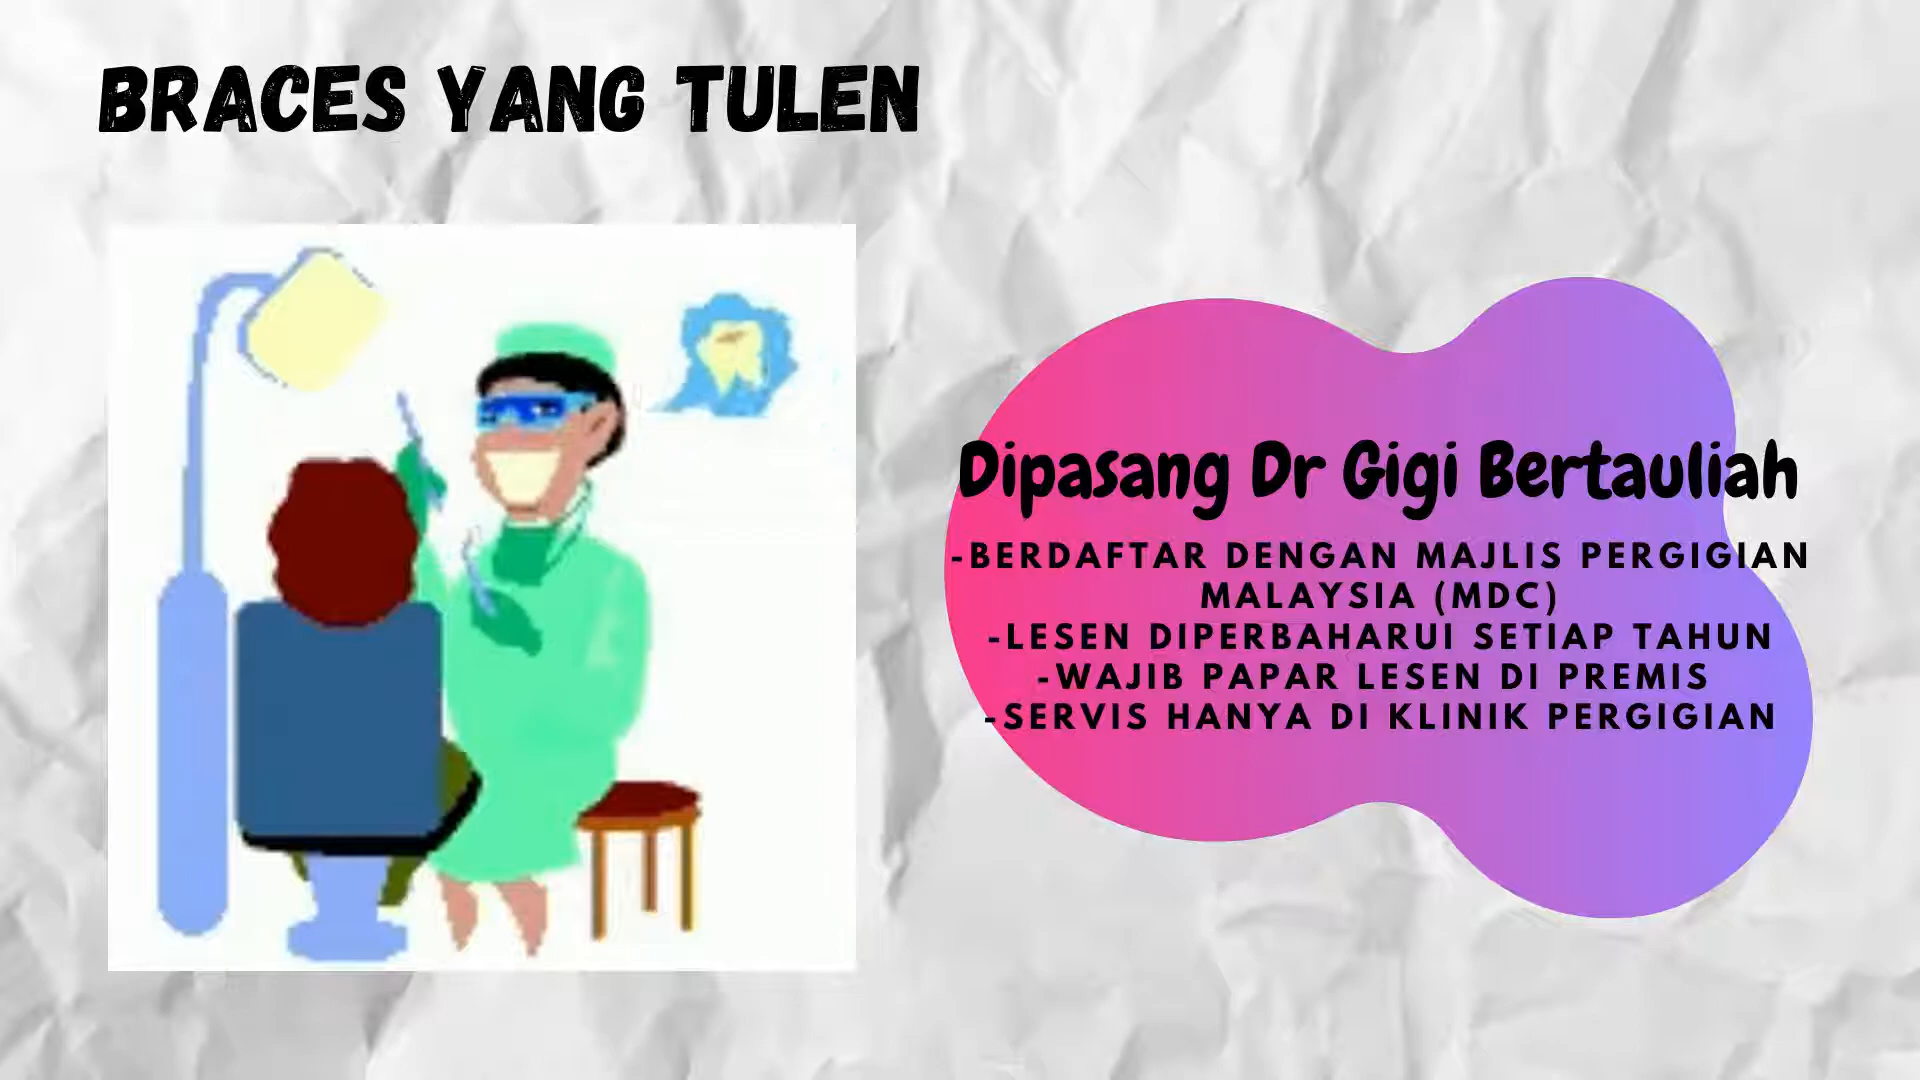 BRACES YANG TULEN
Dipasang Dr Gigi Bertauliah
-BERDAFTAR DENGAN MAJLIS PERGIGIAN
MALAYSIA (MDC)
-LESEN DIPERBAHARUI SETIAP TAHUN
-WAJIB PAPAR LESEN DI PREMIS
-SERVIS HANYA DI KLINIK PERGIGIAN